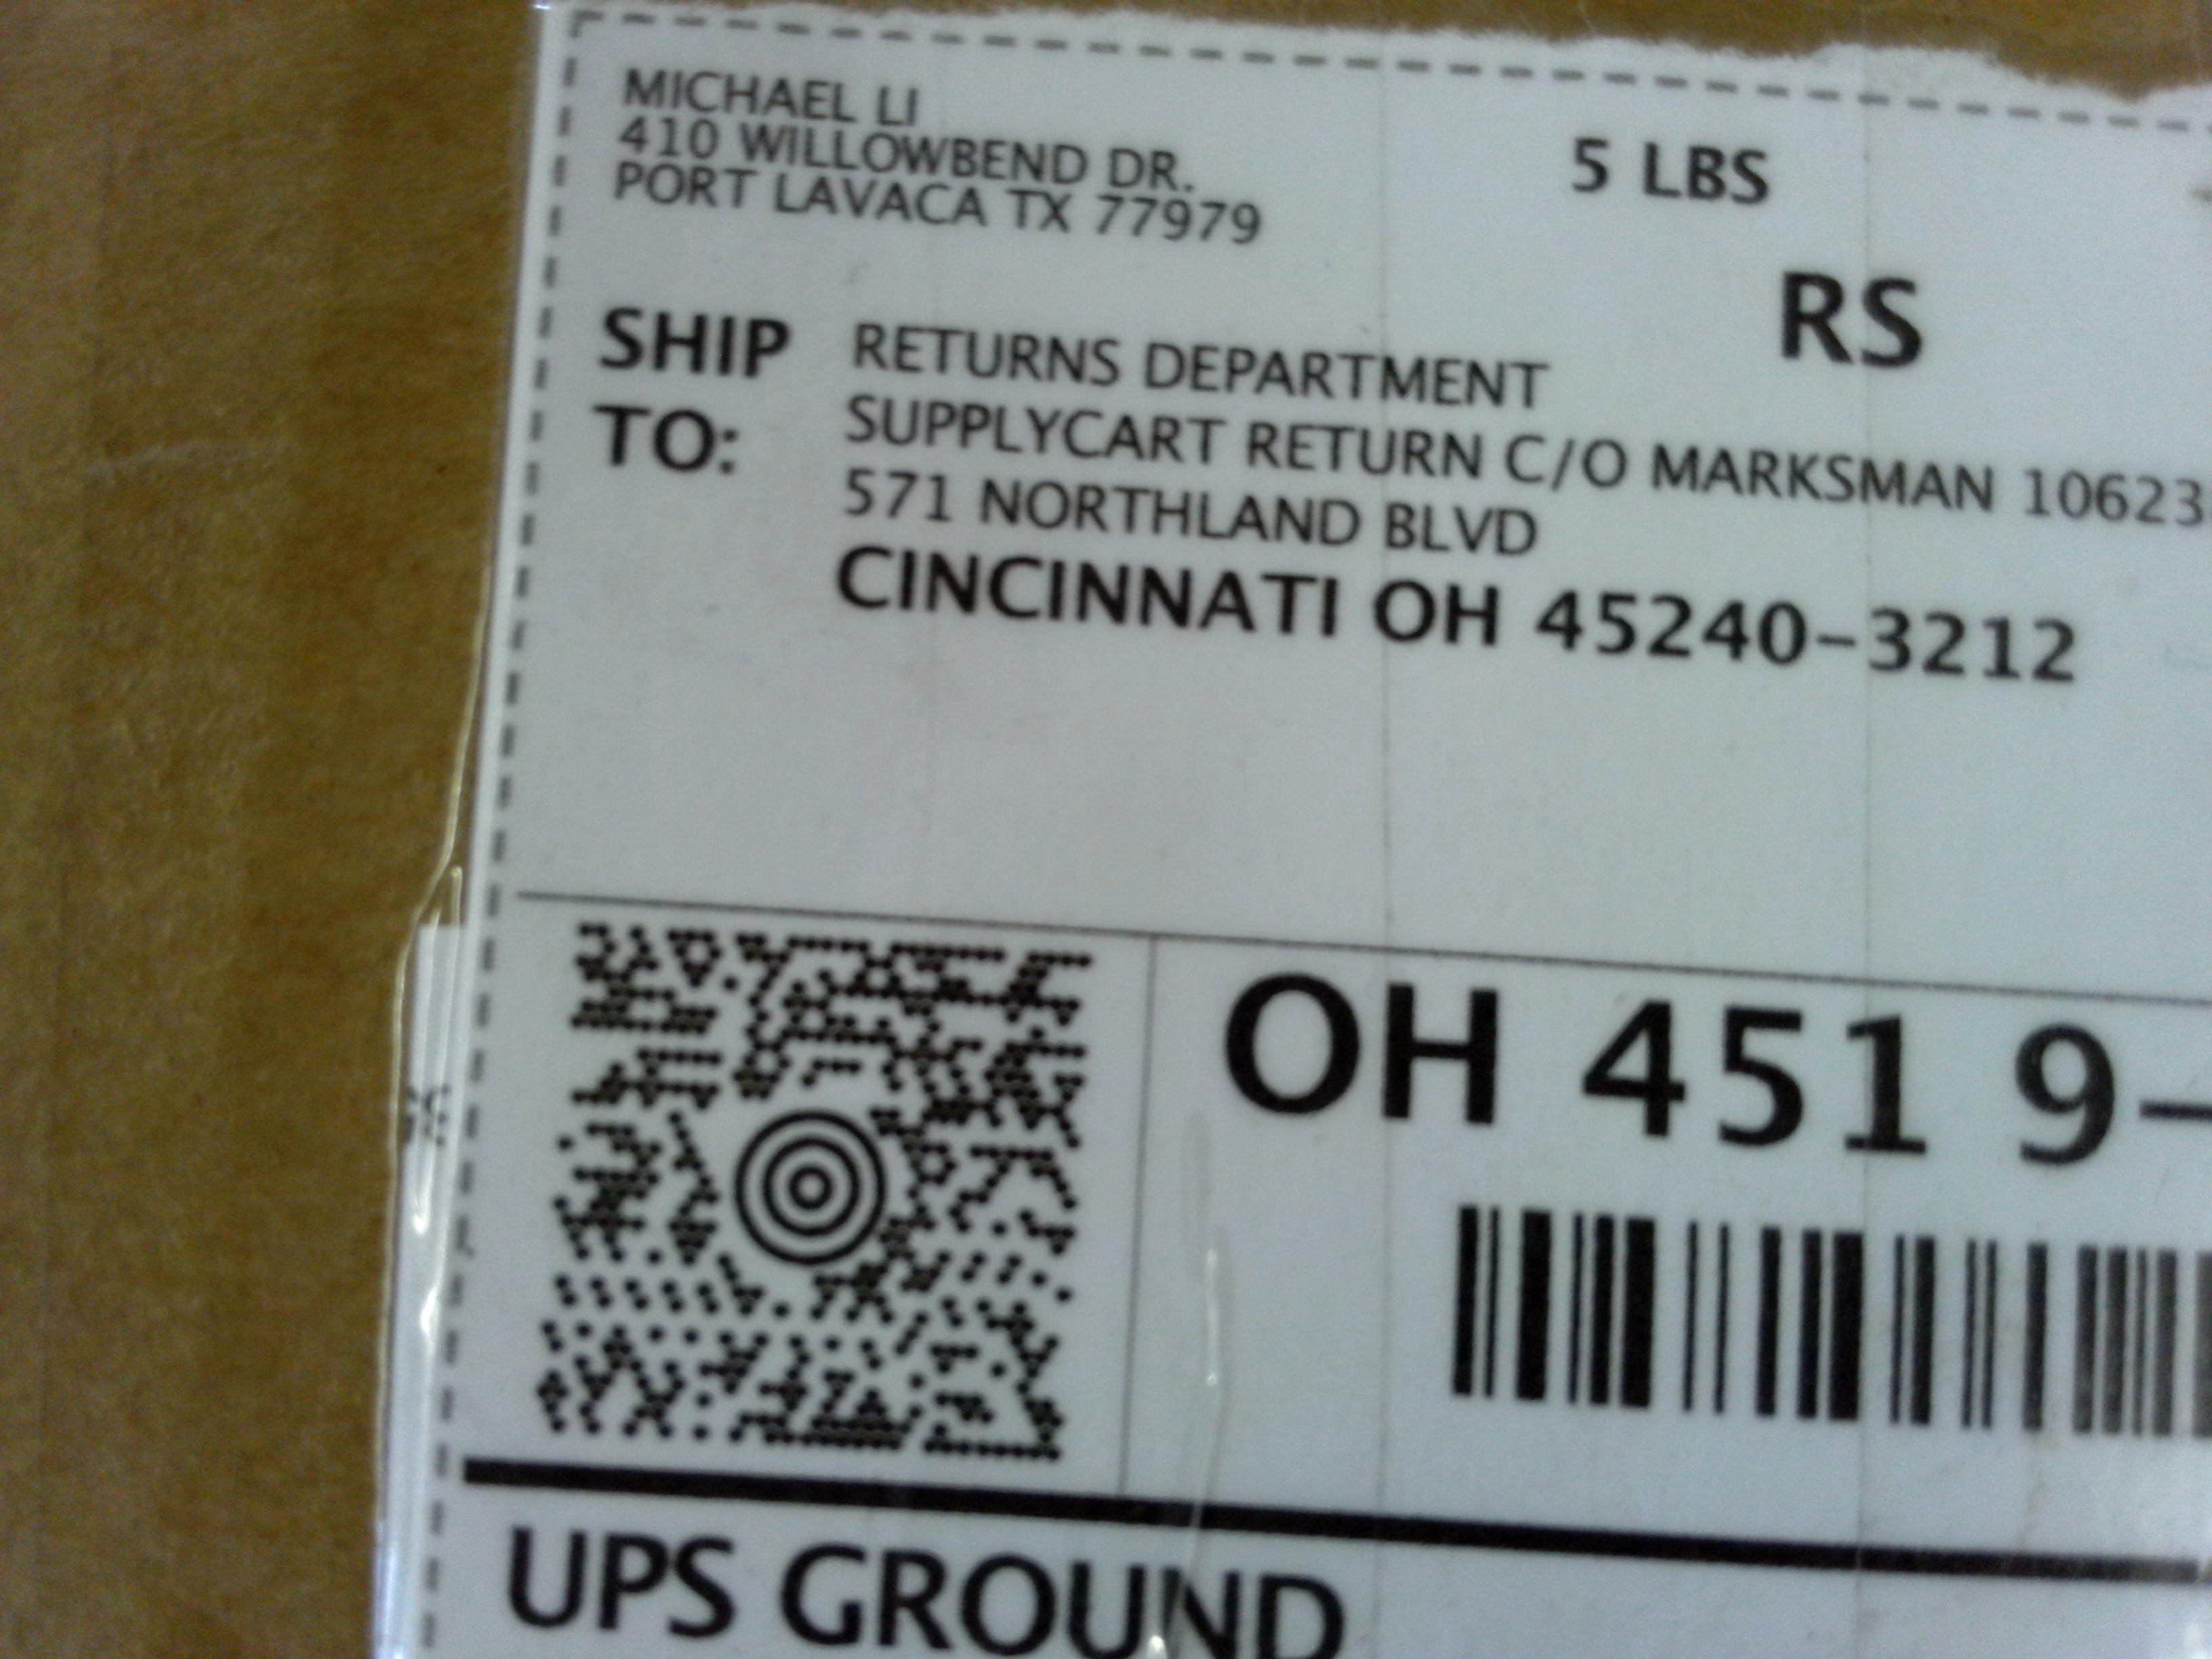 MICHAEL LI
410 WILLOWBEND DR.
PORT LAVACA TX 77979
5 LBS
RS
SHIP TO:
RETURNS DEPARTMENT
SUPPLYCART RETURN C/O MARKSMAN 10623
571 NORTHLAND BLVD
CINCINNATI OH 45240-3212
OH 451 9-
UPS GROUND